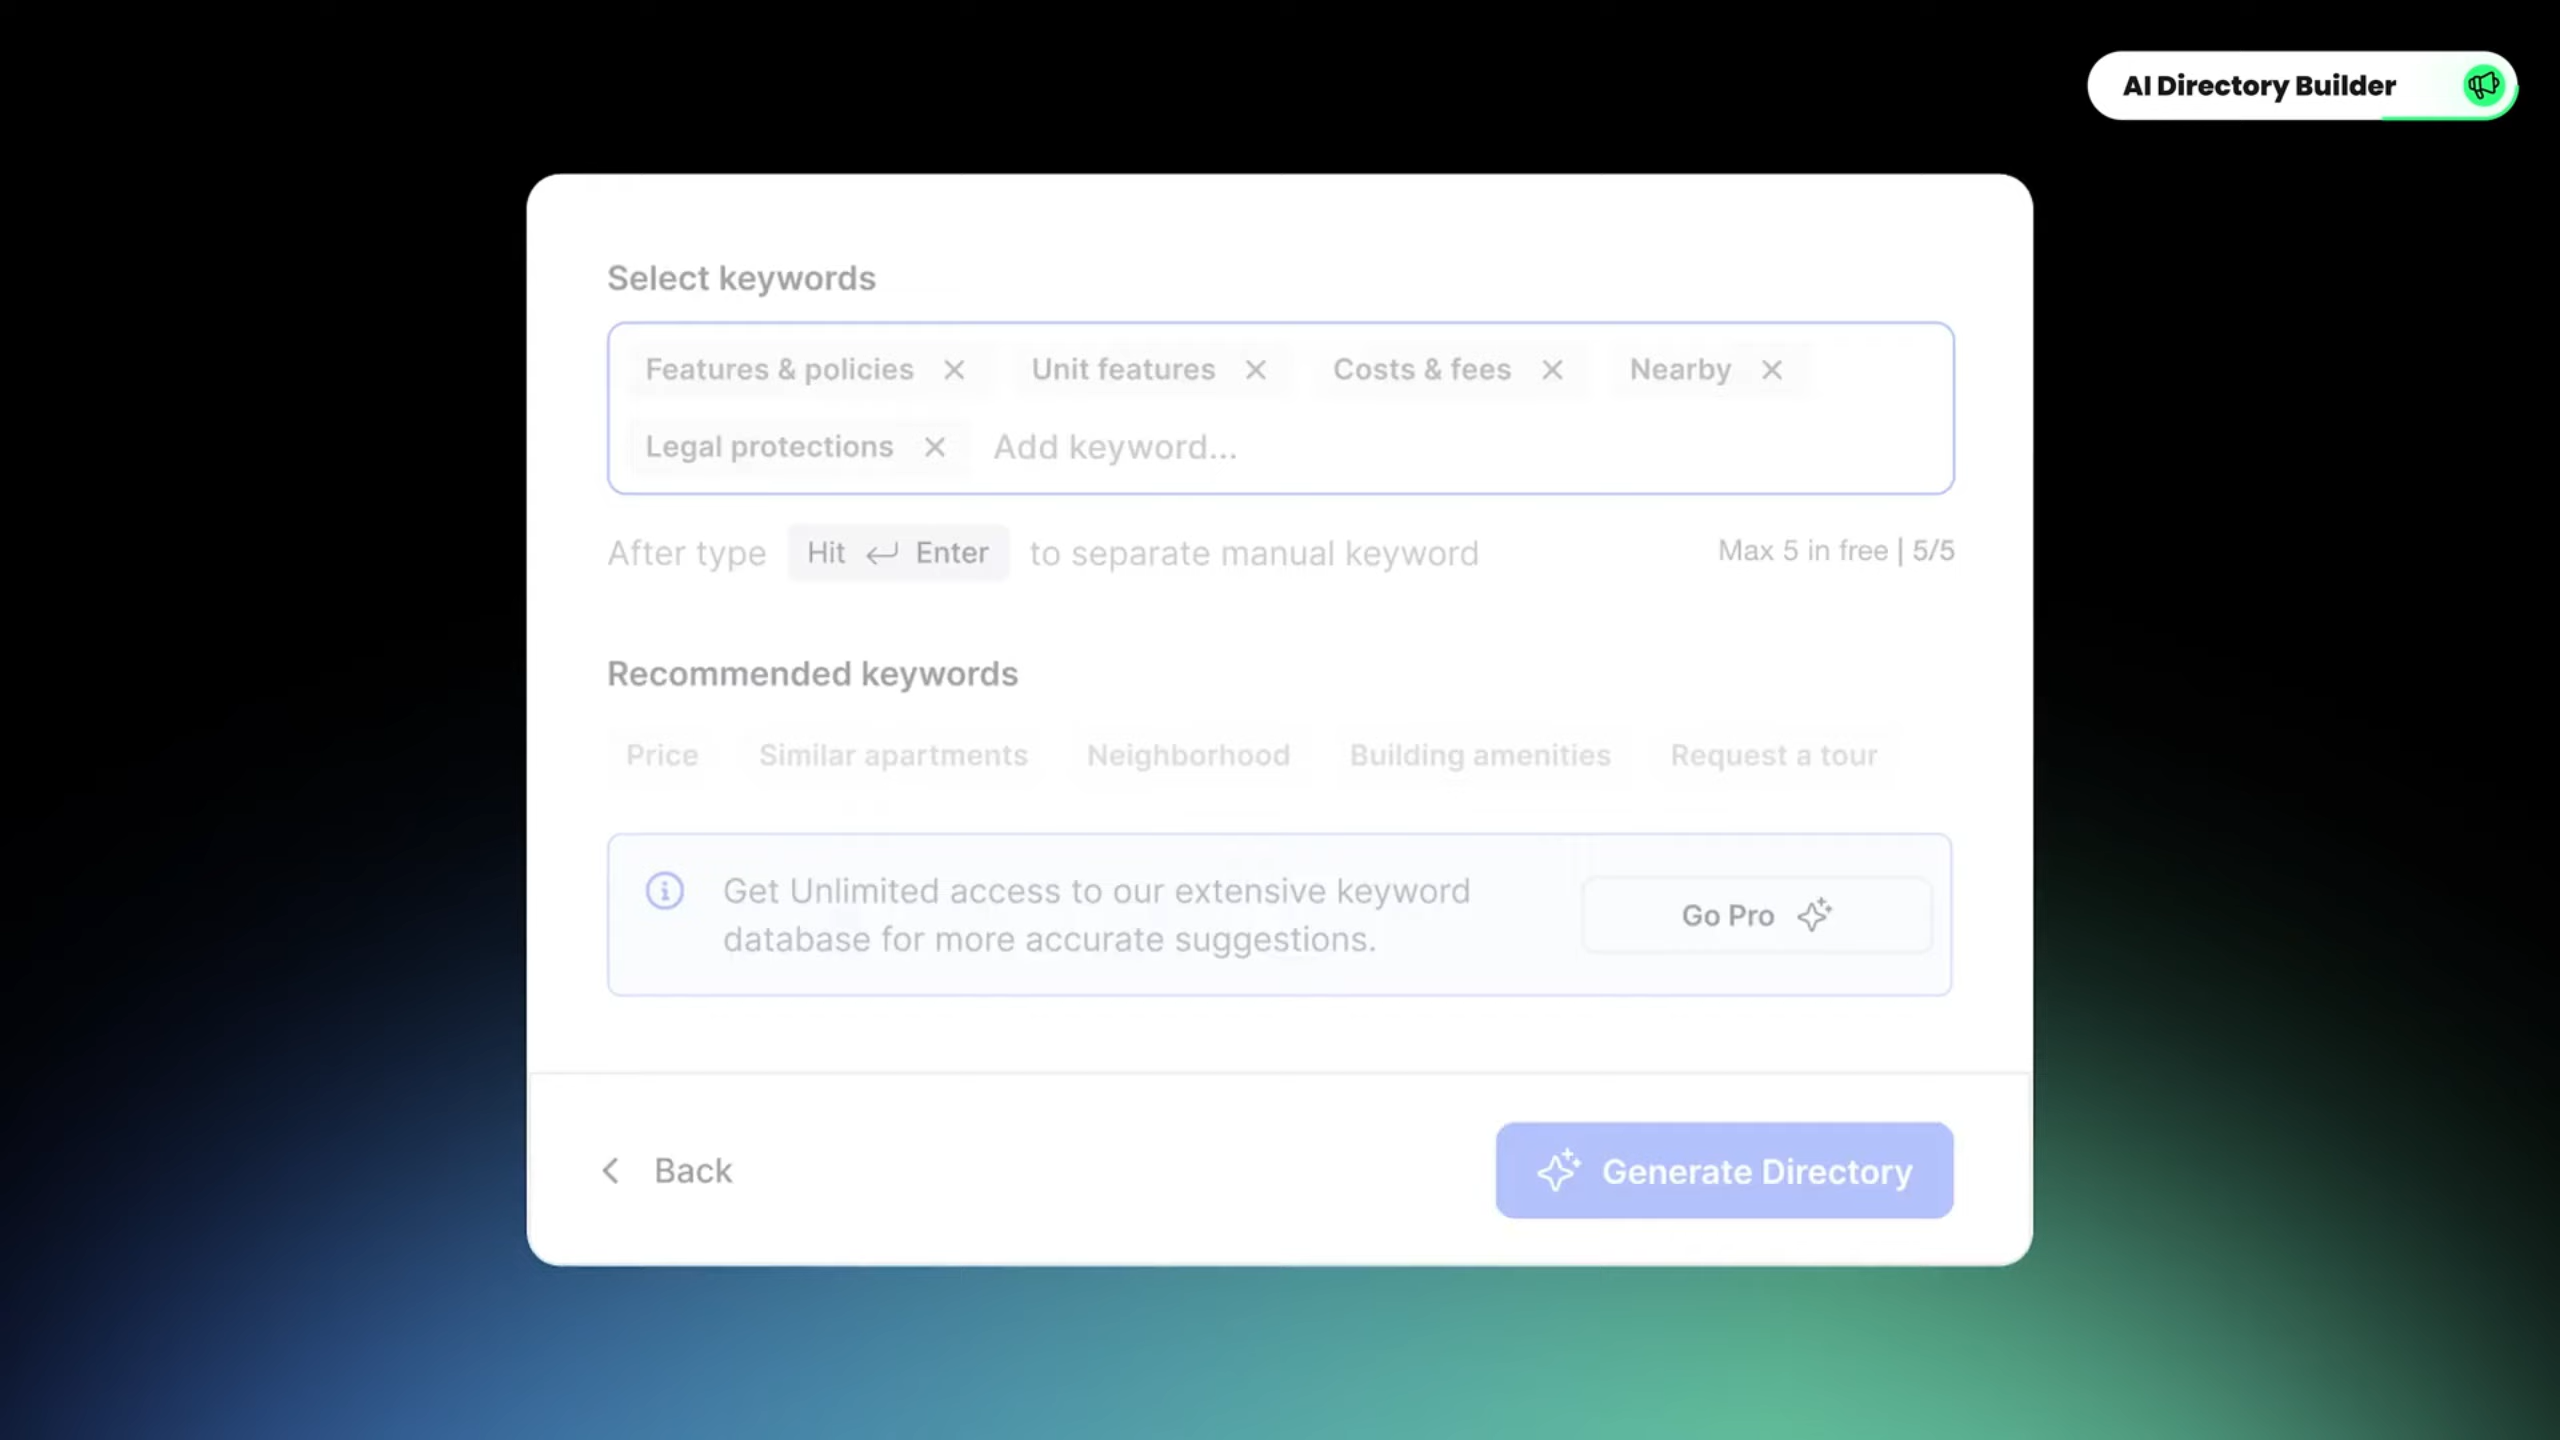 AI Directory Builder
Select keywords
Features & policies
Unit features
Costs & fees
Nearby
Legal protections
Add keyword...
After type Hit Enter to separate manual keyword
Max 5 in free | 5/5
Recommended keywords
Price
Similar apartments
Neighborhood
Building amenities
Request a tour
Get Unlimited access to our extensive keyword
database for more accurate suggestions.
Go Pro
Back
Generate Directory